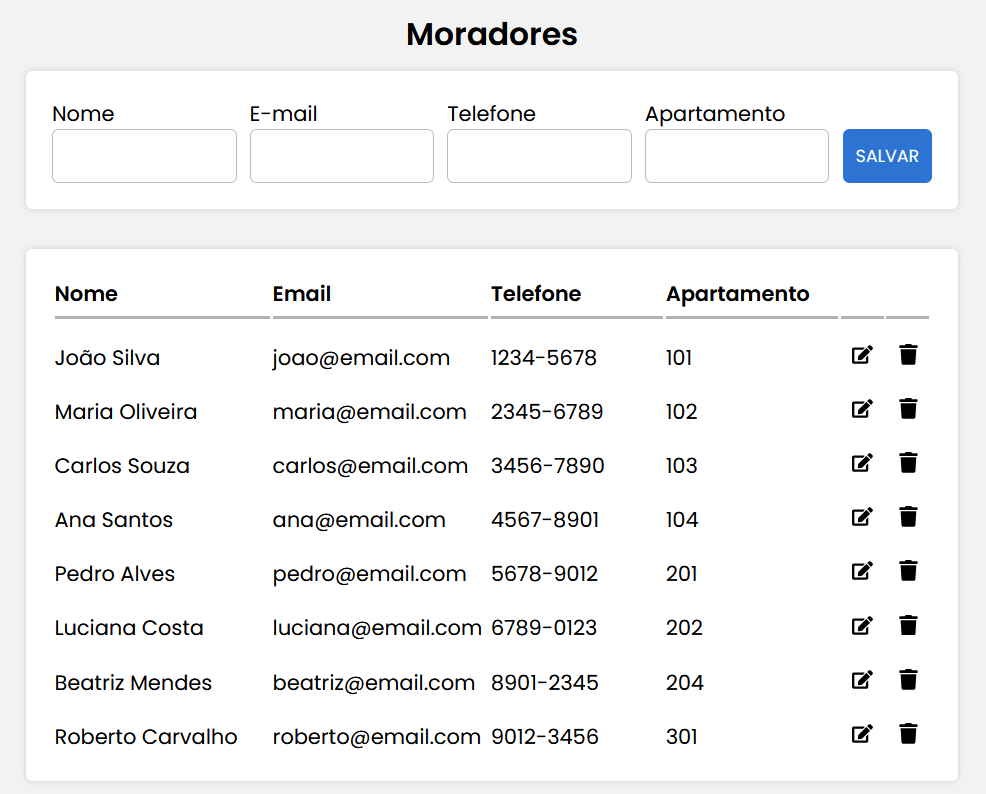 Moradores
Nome E-mail Telefone Apartamento
SALVAR
Nome Email Telefone Apartamento
João Silva joao@email.com 1234-5678 101
Maria Oliveira maria@email.com 2345-6789 102
Carlos Souza carlos@email.com 3456-7890 103
Ana Santos ana@email.com 4567-8901 104
Pedro Alves pedro@email.com 5678-9012 201
Luciana Costa luciana@email.com 6789-0123 202
Beatriz Mendes beatriz@email.com 8901-2345 204
Roberto Carvalho roberto@email.com 9012-3456 301